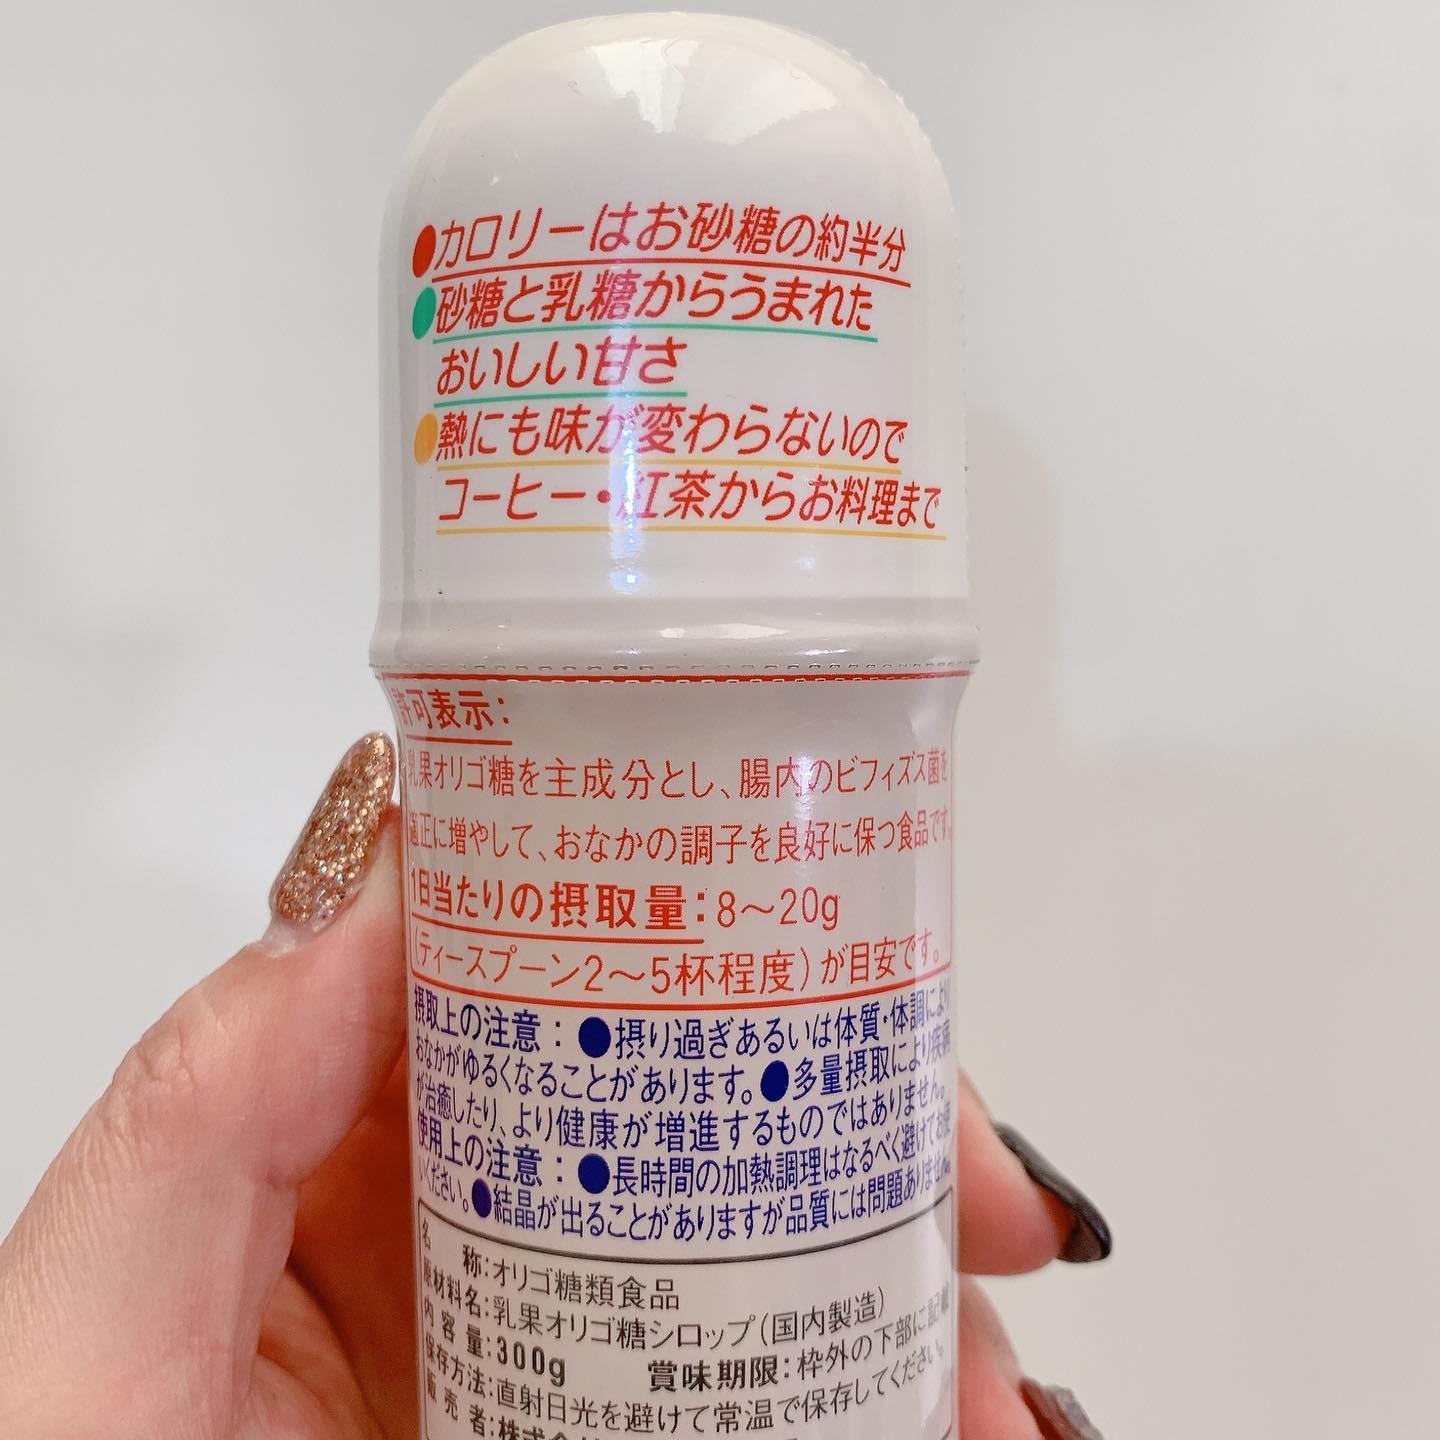 ●カロリーはお砂糖の約半分
●砂糖と乳糖からうまれた
おいしい甘さ
●熱にも味が変わらないので
コーヒー・紅茶からお料理まで
許可表示：
乳果オリゴ糖を主成分とし、腸内のビフィズス菌を
適正に増やして、おなかの調子を良好に保つ食品です。
1日当たりの摂取量：8～20g
（ティースプーン2～5杯程度）が目安です。
摂取上の注意：●摂り過ぎあるいは体質・体調により
おなかがゆるくなることがあります。●多量摂取により疾病
が治癒したり、より健康が増進するものではありません。
使用上の注意：●長時間の加熱調理はなるべく避けてお使
いください。●結晶が出ることがありますが品質には問題ありません。
名称：オリゴ糖類食品
原材料名：乳果オリゴ糖シロップ（国内製造）
内容量：300g 賞味期限：枠外の下部に記載
保存方法：直射日光を避けて常温で保存してください。
販売者：株式会